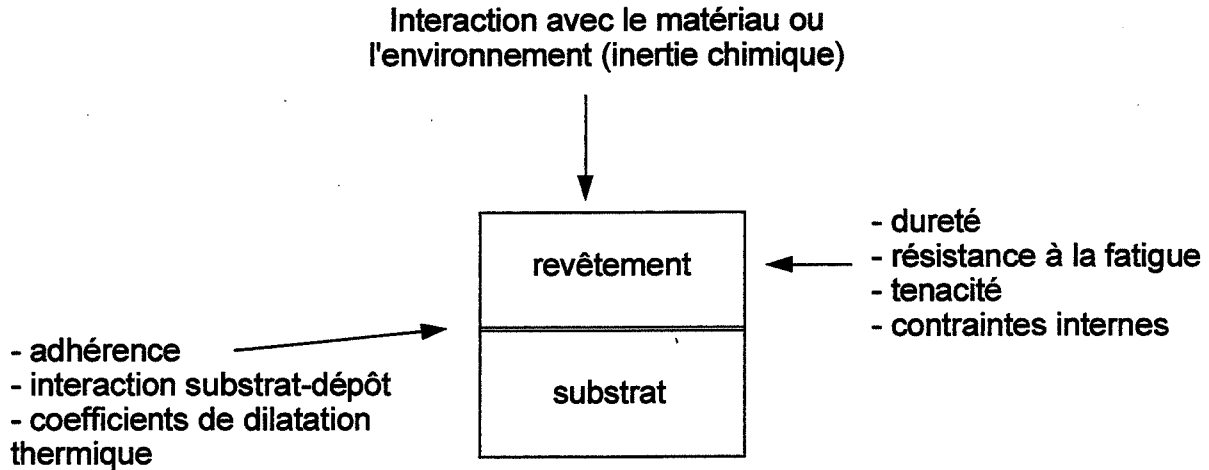 Interaction avec le matériau ou
l'environnement (inertie chimique)
revêtement
- dureté
- résistance à la fatigue
- tenacité
- contraintes internes
- adhérence
- interaction substrat-dépôt
- coefficients de dilatation
thermique
substrat